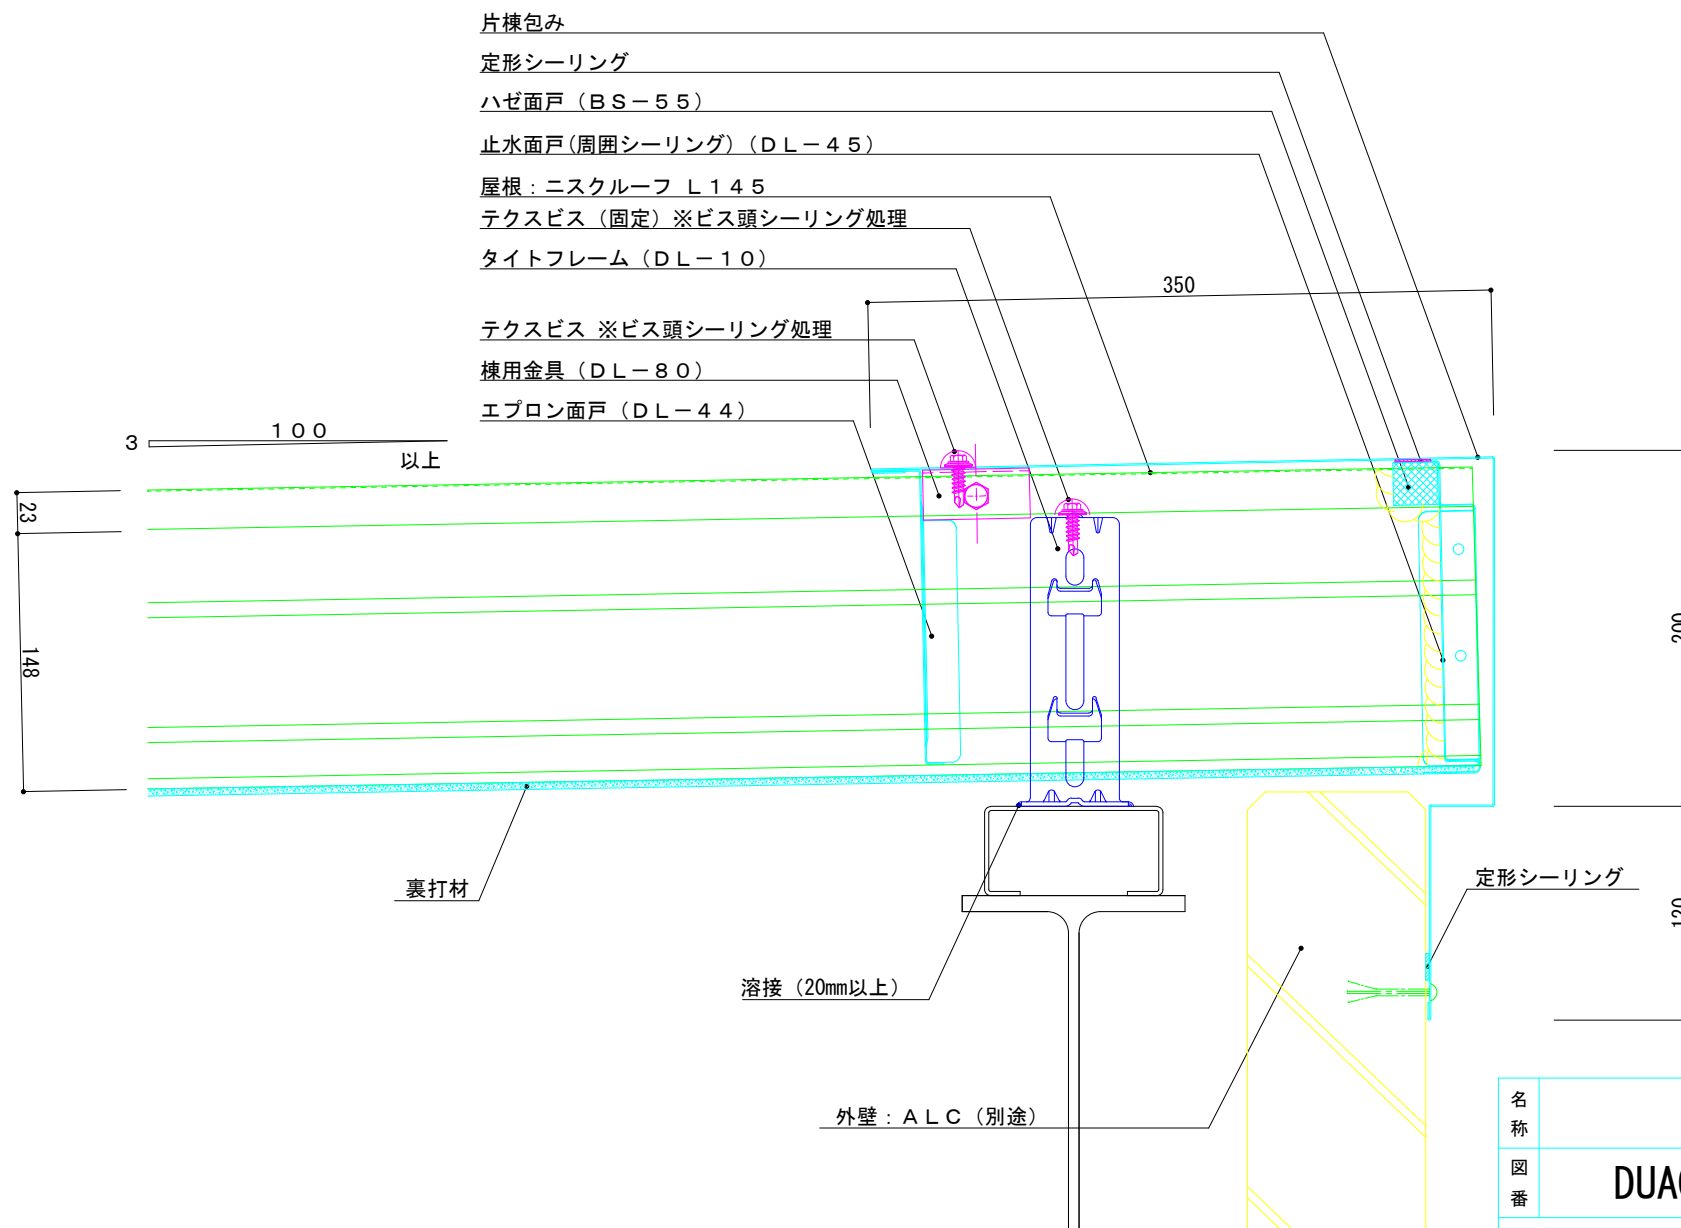 片棟包み
定形シーリング
ハゼ面戸（ＢＳ－５５）
止水面戸(周囲シーリング)（ＤＬ－４５）
屋根：ニスクルーフ Ｌ１４５
テクスビス（固定）※ビス頭シーリング処理
タイトフレーム（ＤＬ－１０）
350
テクスビス ※ビス頭シーリング処理
棟用金具（ＤＬ－８０）
エプロン面戸（ＤＬ－４４）
３
１００
以上
23
148
200
裏打材
定形シーリング
120
溶接（20mm以上）
外壁：ＡＬＣ（別途）
名称
図番